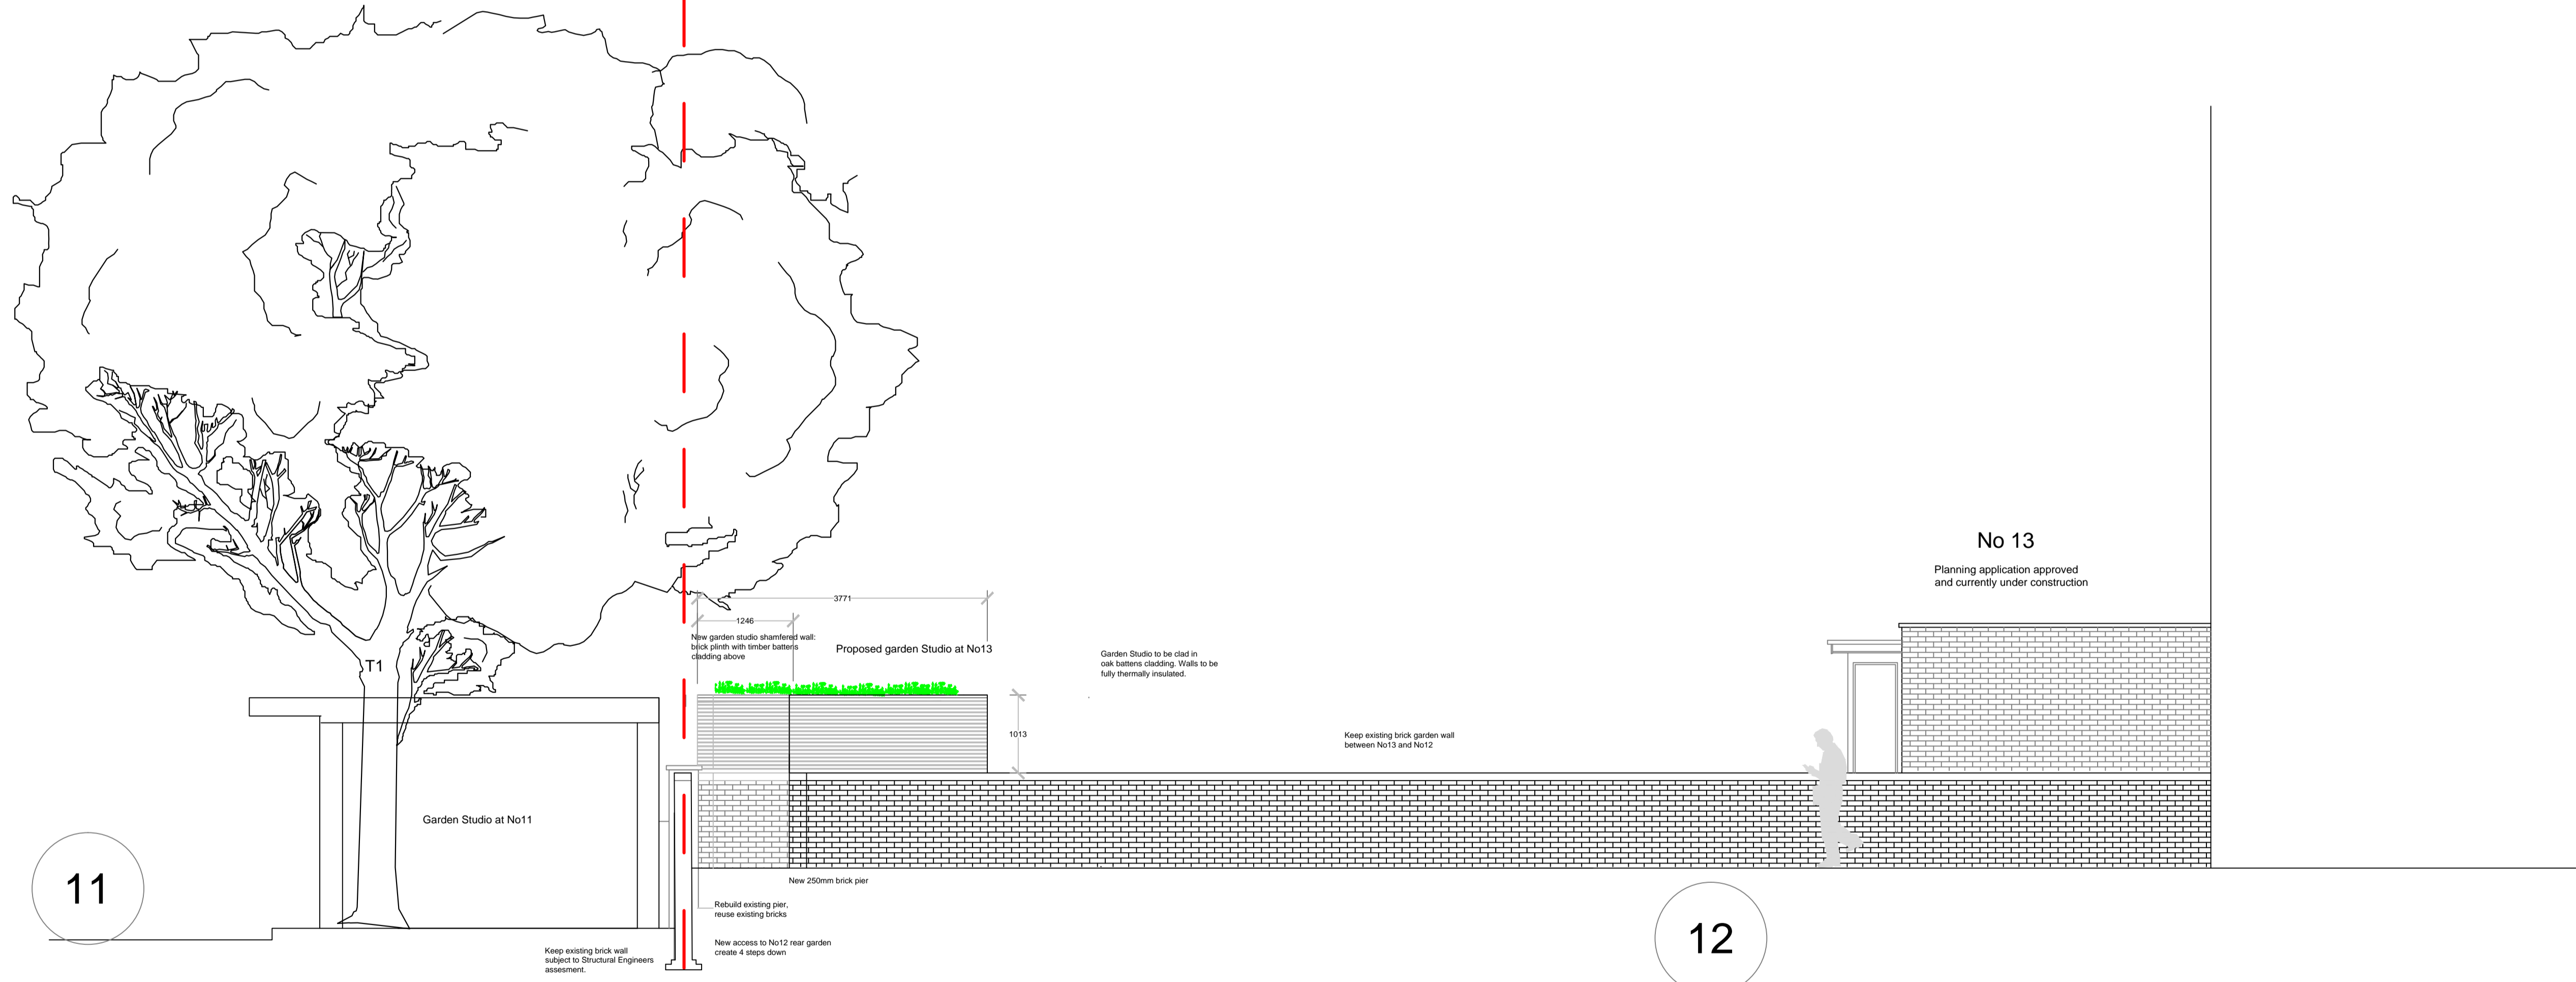 No 13
Planning application approved
and currently under construction
3771
1246
New garden studio shamfered wall:
brick plinth with timber battens
cladding above
Proposed garden Studio at No13
Garden Studio to be clad in
oak battens cladding. Walls to be
fully thermally insulated.
T1
1013
Keep existing brick garden wall
between No13 and No12
Garden Studio at No11
11
New 250mm brick pier
Rebuild existing pier,
reuse existing bricks
New access to No12 rear garden
create 4 steps down
Keep existing brick wall
subject to Structural Engineers
assesment.
12